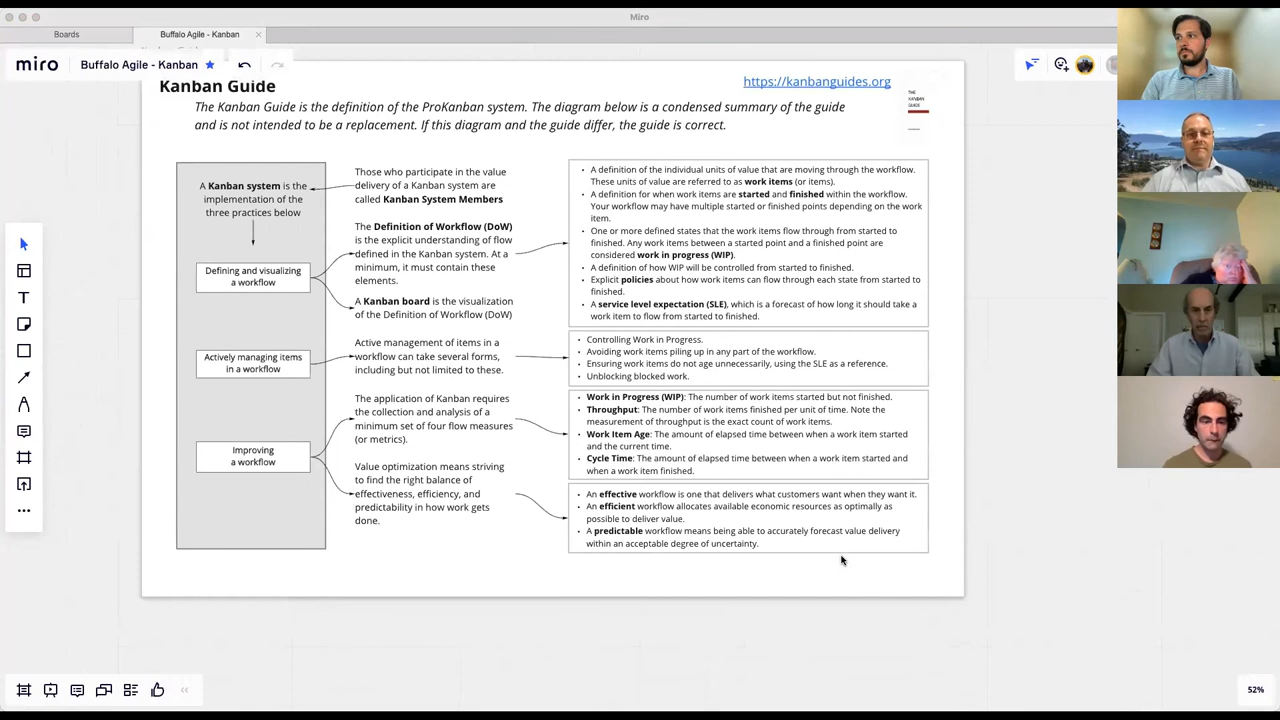 Miro
Boards
Buffalo Agile - Kanban
miro
Buffalo Agile - Kanban
Kanban Guide
https://kanbanguides.org
THE
KANBAN
GUIDE
The Kanban Guide is the definition of the ProKanban system. The diagram below is a condensed summary of the guide
and is not intended to be a replacement. If this diagram and the guide differ, the guide is correct.
A Kanban system is the
implementation of the
three practices below
Defining and visualizing
a workflow
Actively managing items
in a workflow
Improving
a workflow
Those who participate in the value
delivery of a Kanban system are
called Kanban System Members
The Definition of Workflow (DoW)
is the explicit understanding of flow
defined in the Kanban system. At a
minimum, it must contain these
elements.
A Kanban board is the visualization
of the Definition of Workflow (DoW)
Active management of items in a
workflow can take several forms,
including but not limited to these.
The application of Kanban requires
the collection and analysis of a
minimum set of four flow measures
(or metrics).
Value optimization means striving
to find the right balance of
effectiveness, efficiency, and
predictability in how work gets
done.
• A definition of the individual units of value that are moving through the workflow.
These units of value are referred to as work items (or items).
• A definition for when work items are started and finished within the workflow.
Your workflow may have multiple started or finished points depending on the work
item.
• One or more defined states that the work items flow through from started to
finished. Any work items between a started point and a finished point are
considered work in progress (WIP).
• A definition of how WIP will be controlled from started to finished.
• Explicit policies about how work items can flow through each state from started to
finished.
• A service level expectation (SLE), which is a forecast of how long it should take a
work item to flow from started to finished.
• Controlling Work in Progress.
• Avoiding work items piling up in any part of the workflow.
• Ensuring work items do not age unnecessarily, using the SLE as a reference.
• Unblocking blocked work.
• Work in Progress (WIP): The number of work items started but not finished.
• Throughput: The number of work items finished per unit of time. Note the
measurement of throughput is the exact count of work items.
• Work Item Age: The amount of elapsed time between when a work item started
and the current time.
• Cycle Time: The amount of elapsed time between when a work item started and
when a work item finished.
• An effective workflow is one that delivers what customers want when they want it.
• An efficient workflow allocates available economic resources as optimally as
possible to deliver value.
• A predictable workflow means being able to accurately forecast value delivery
within an acceptable degree of uncertainty.
52%